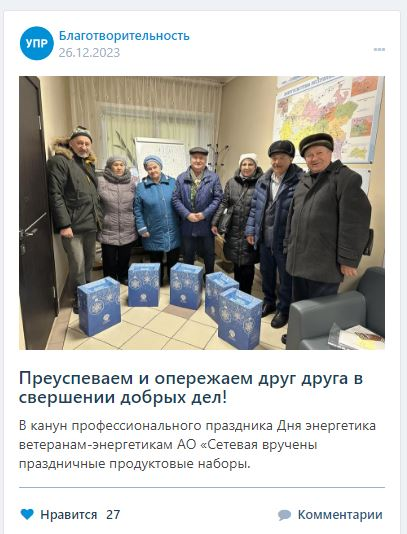 УПР
Благотворительность
26.12.2023
Преуспеваем и опережаем друг друга в
свершении добрых дел!
В канун профессионального праздника Дня энергетика
ветеранам-энергетикам АО «Сетевая вручены
праздничные продуктовые наборы.
Нравится 27
Комментарии